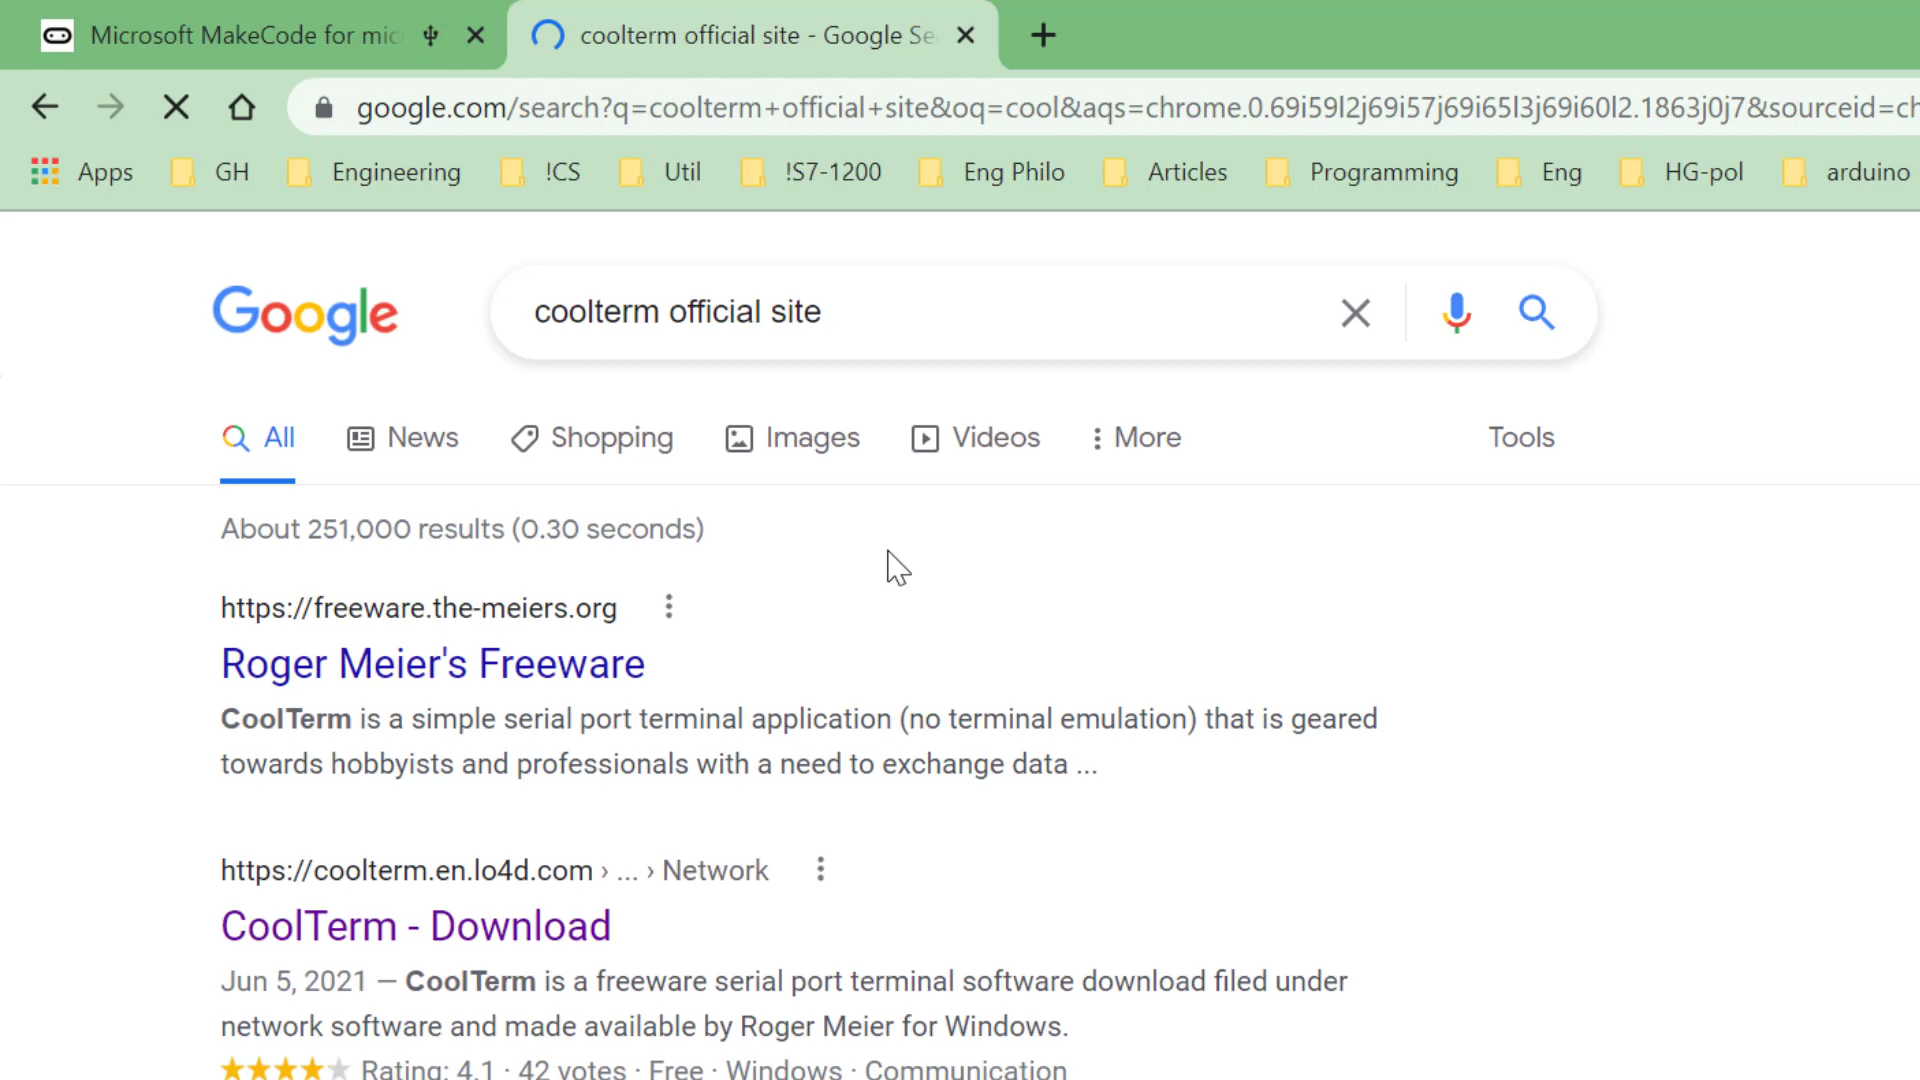 Microsoft MakeCode for mic
coolterm official site - Google Se
google.com/search?q=coolterm+official+site&oq=cool&aqs=chrome.0.69i59l2j69i57j69i65l3j69i60l2.1863j0j7&sourceid=ch
Apps GH Engineering !CS Util !S7-1200 Eng Philo Articles Programming Eng HG-pol arduino
Google coolterm official site
All News Shopping Images Videos More Tools
About 251,000 results (0.30 seconds)
https://freeware.the-meiers.org
Roger Meier's Freeware
CoolTerm is a simple serial port terminal application (no terminal emulation) that is geared
towards hobbyists and professionals with a need to exchange data ...
https://coolterm.en.lo4d.com › ... › Network
CoolTerm - Download
Jun 5, 2021 — CoolTerm is a freeware serial port terminal software download filed under
network software and made available by Roger Meier for Windows.
Rating: 4.1 · 42 votes · Free · Windows · Communication